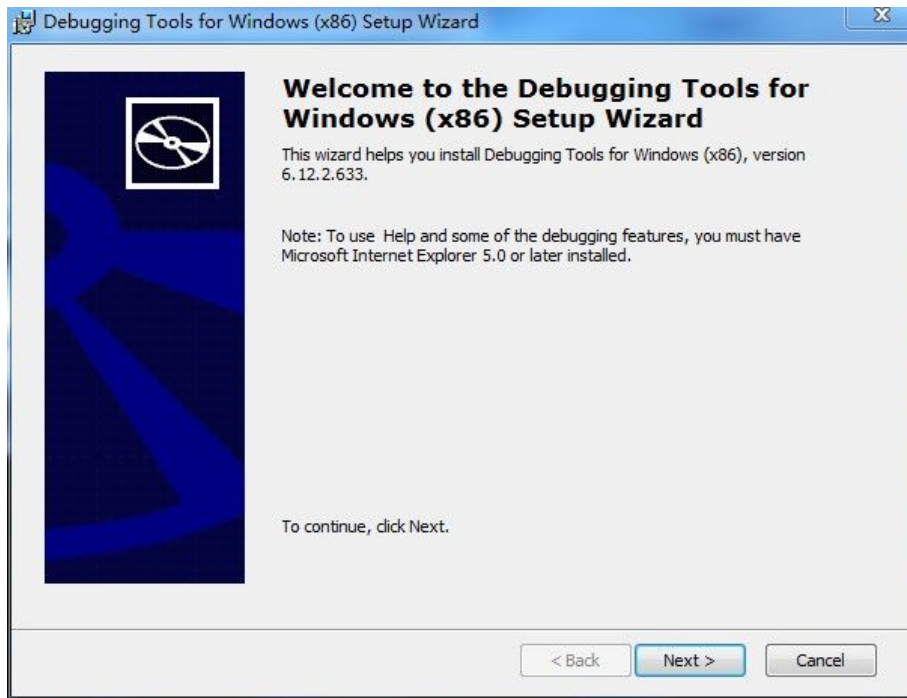 Debugging Tools for Windows (x86) Setup Wizard
Welcome to the Debugging Tools for
Windows (x86) Setup Wizard
This wizard helps you install Debugging Tools for Windows (x86), version
6.12.2.633.
Note: To use Help and some of the debugging features, you must have
Microsoft Internet Explorer 5.0 or later installed.
To continue, click Next.
< Back Next > Cancel